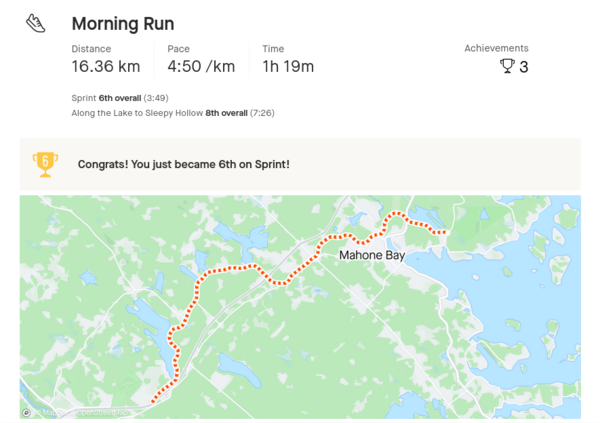 Morning Run
Distance Pace Time Achievements
16.36 km 4:50 /km 1h 19m 3
Sprint 6th overall (3:49)
Along the Lake to Sleepy Hollow 8th overall (7:26)
6 Congrats! You just became 6th on Sprint!
Mahone Bay